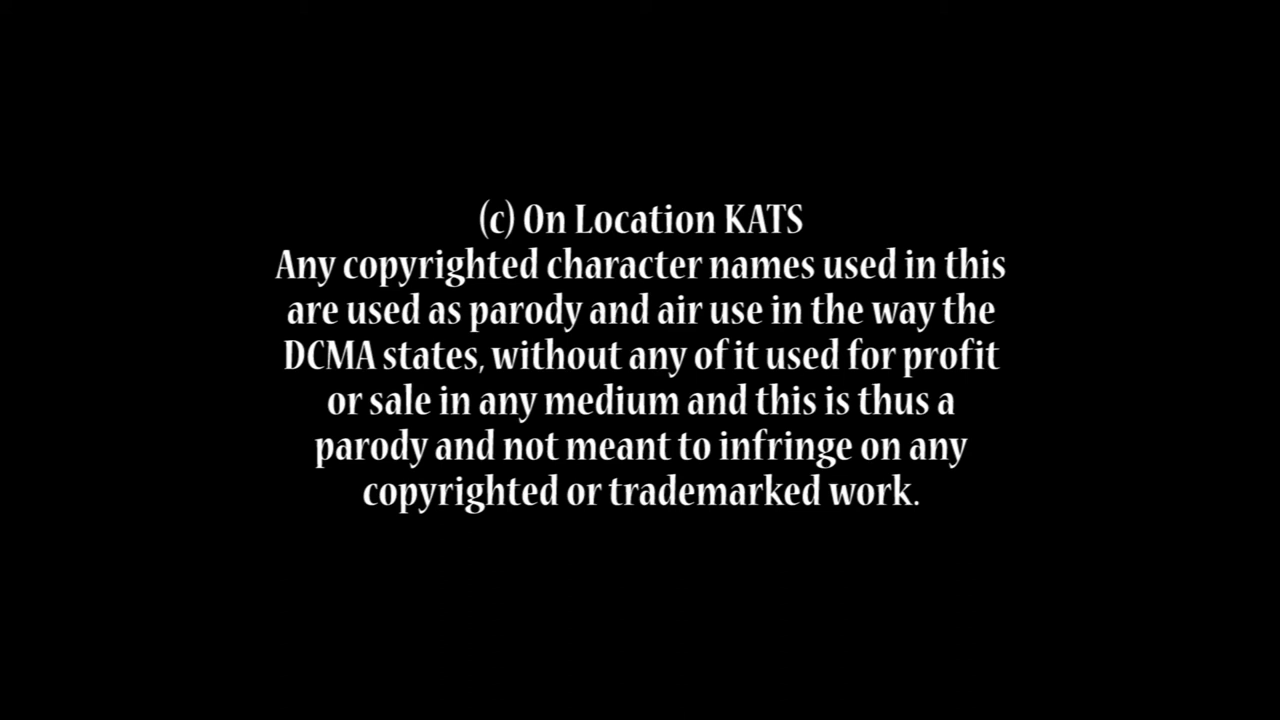 (c) On Location KATS
Any copyrighted character names used in this
are used as parody and air use in the way the
DCMA states, without any of it used for profit
or sale in any medium and this is thus a
parody and not meant to infringe on any
copyrighted or trademarked work.